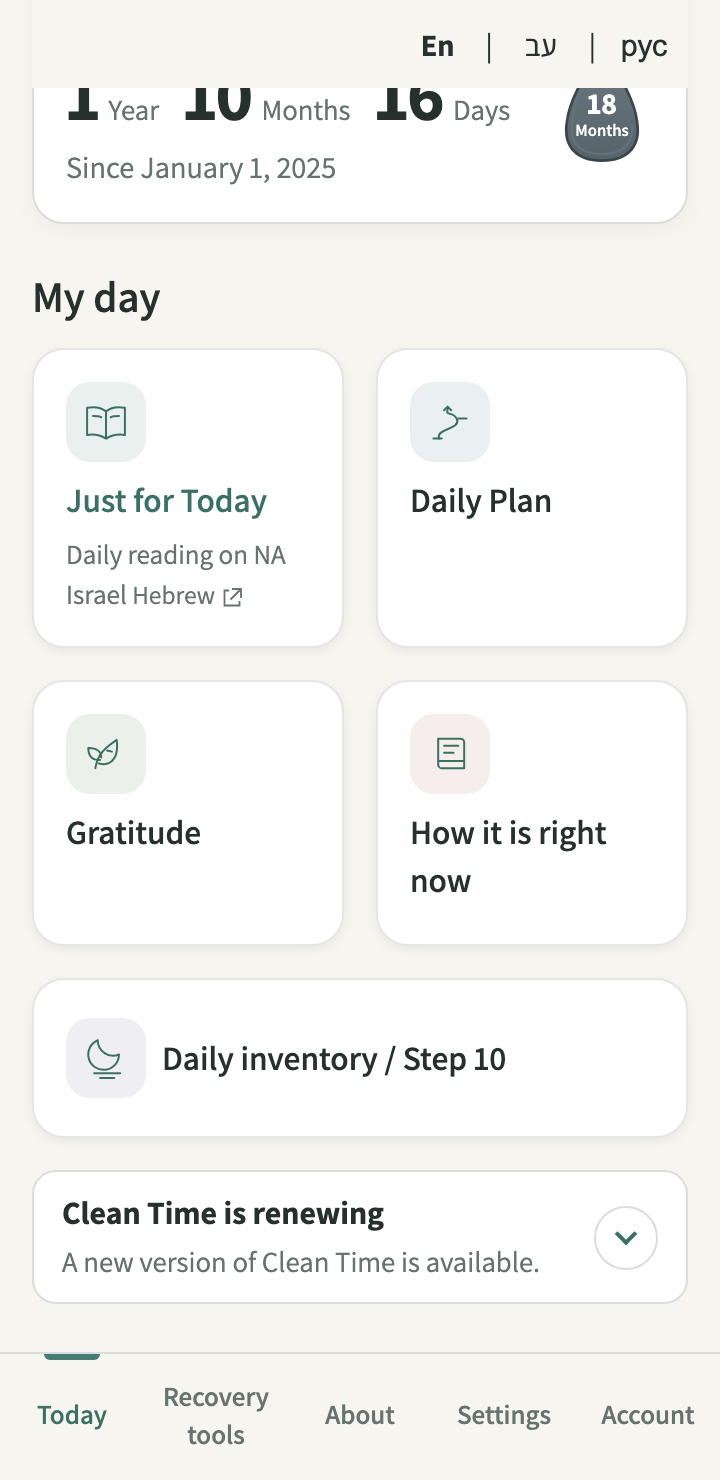 En | עב | рус
1 Year 10 Months 16 Days
18
Months
Since January 1, 2025
My day
Just for Today
Daily reading on NA
Israel Hebrew
Daily Plan
Gratitude
How it is right
now
Daily inventory / Step 10
Clean Time is renewing
A new version of Clean Time is available.
Today
Recovery
tools
About
Settings
Account